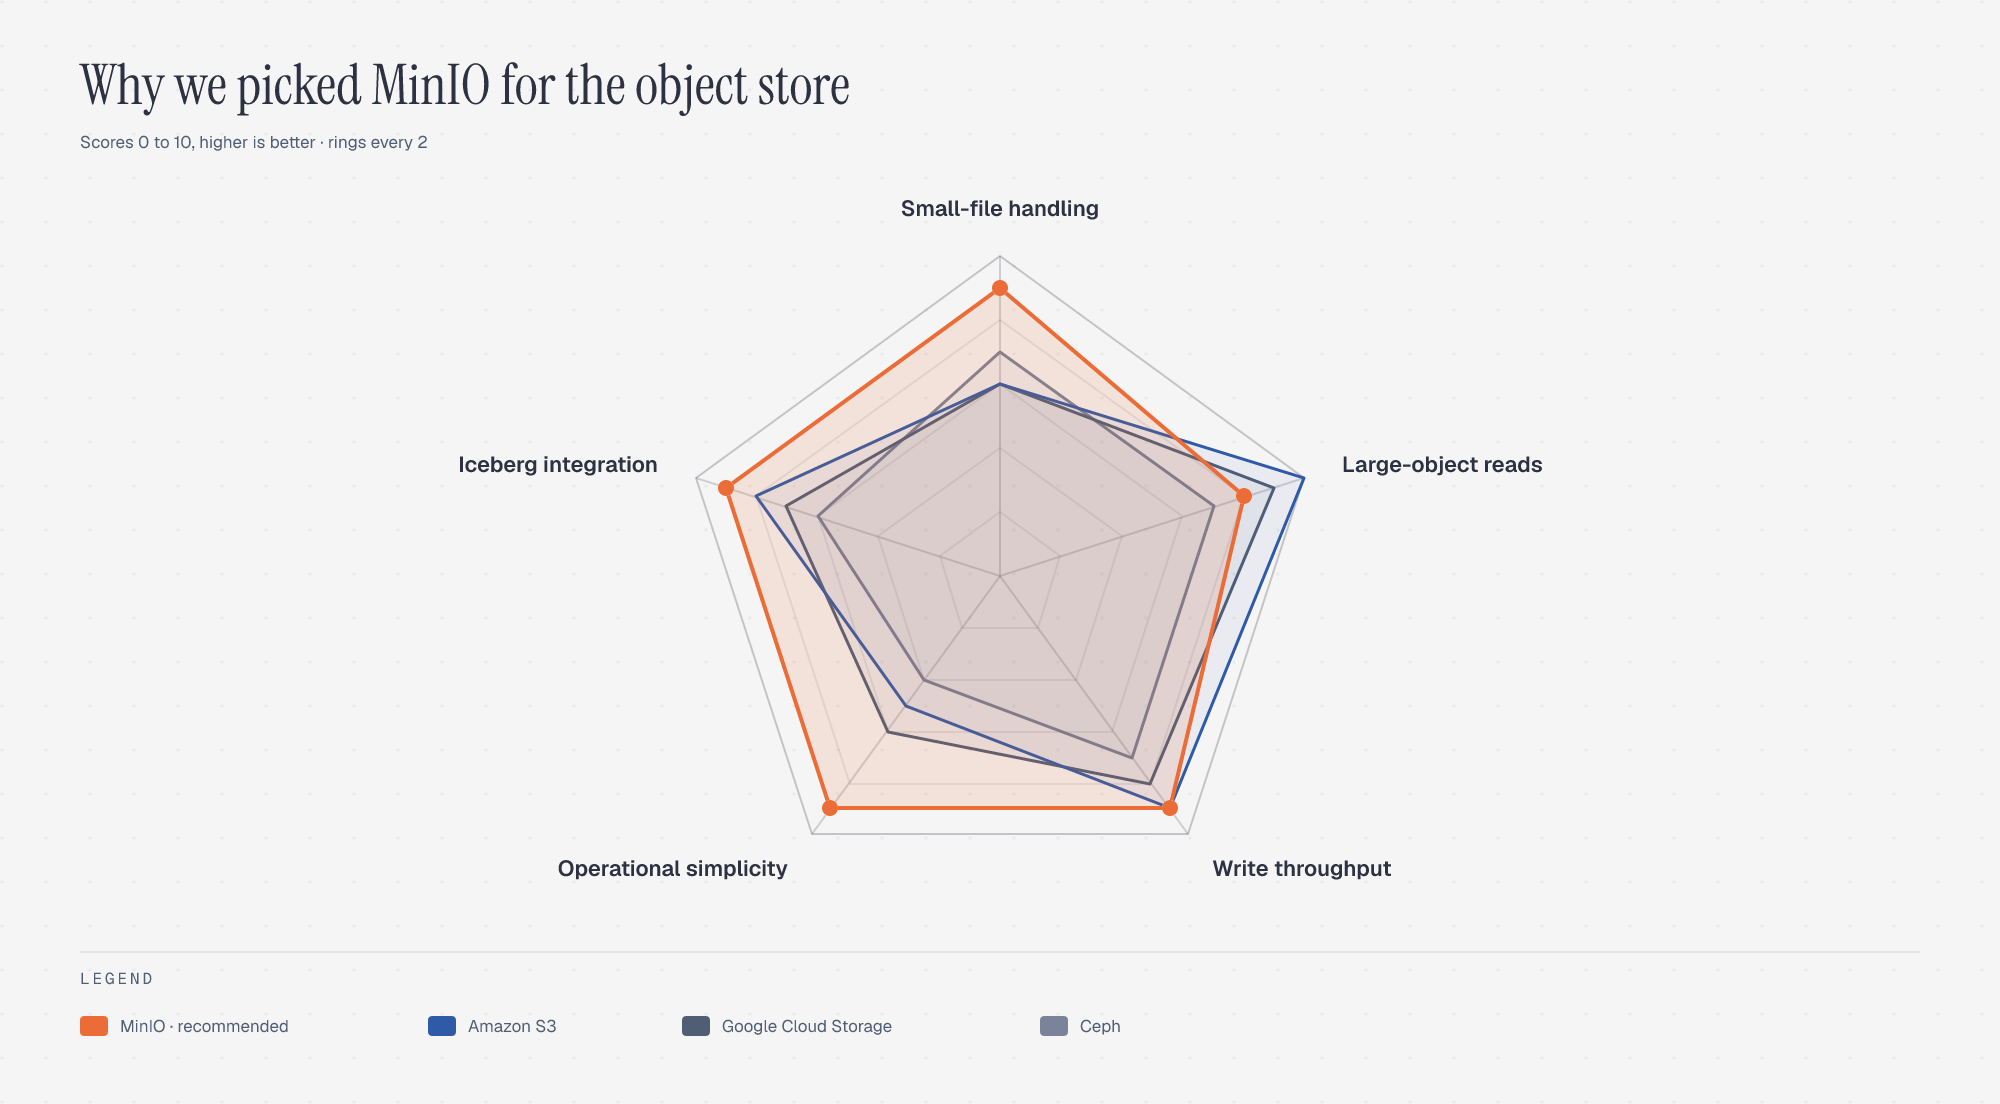 Why we picked MinIO for the object store
Scores 0 to 10, higher is better · rings every 2
Small-file handling
Iceberg integration
Large-object reads
Operational simplicity
Write throughput
LEGEND
MinIO · recommended
Amazon S3
Google Cloud Storage
Ceph